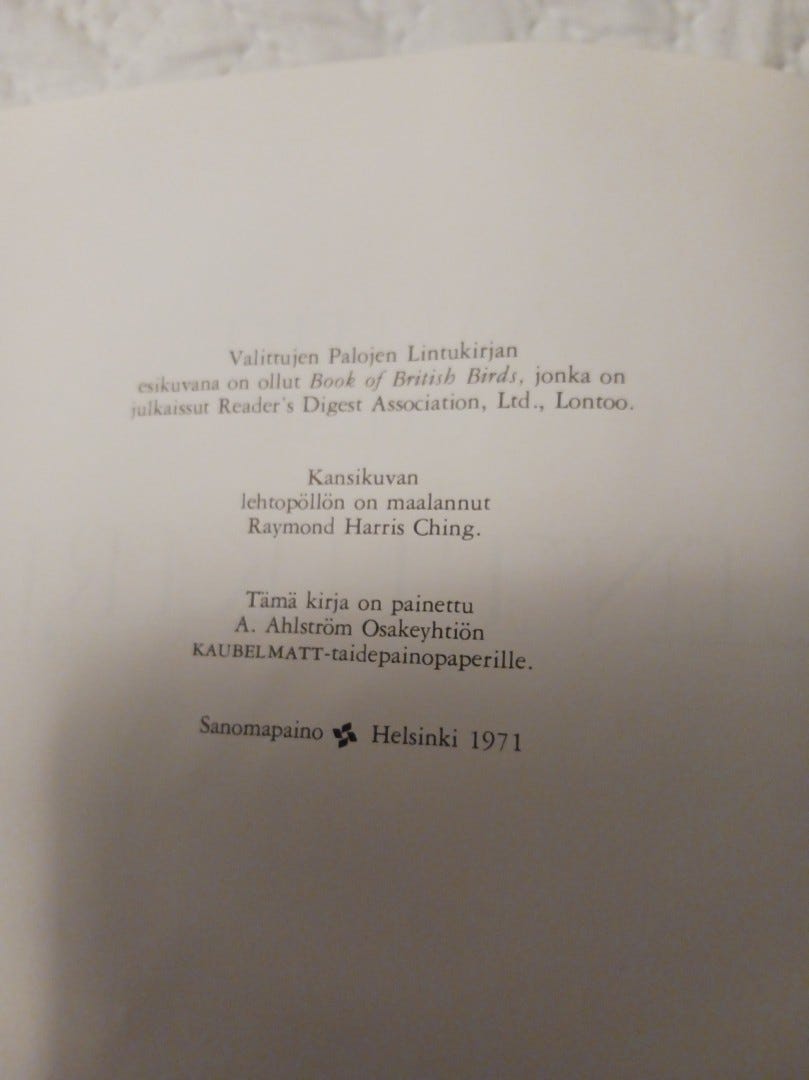 Valittujen Palojen Lintukirjan
esikuvana on ollut Book of British Birds, jonka on
julkaissut Reader's Digest Association, Ltd., Lontoo.
Kansikuvan
lehtopöllön on maalannut
Raymond Harris Ching.
Tämä kirja on painettu
A. Ahlström Osakeyhtiön
KAUBELMATT-taidepainopaperille.
Sanomapaino Helsinki 1971